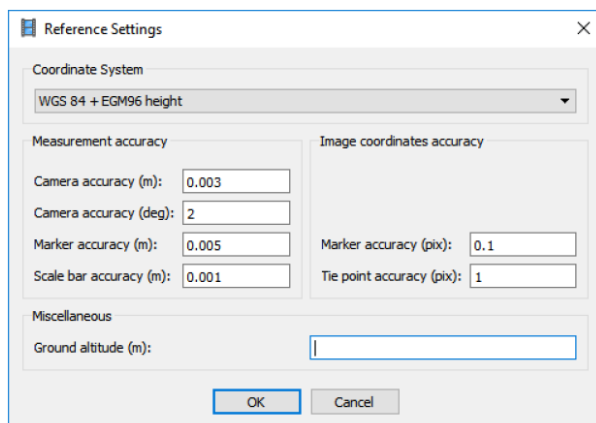 Reference Settings
Coordinate System
WGS 84 + EGM96 height
Measurement accuracy
Image coordinates accuracy
Camera accuracy (m): 0.003
Camera accuracy (deg): 2
Marker accuracy (m): 0.005
Marker accuracy (pix): 0.1
Scale bar accuracy (m): 0.001
Tie point accuracy (pix): 1
Miscellaneous
Ground altitude (m):
OK
Cancel